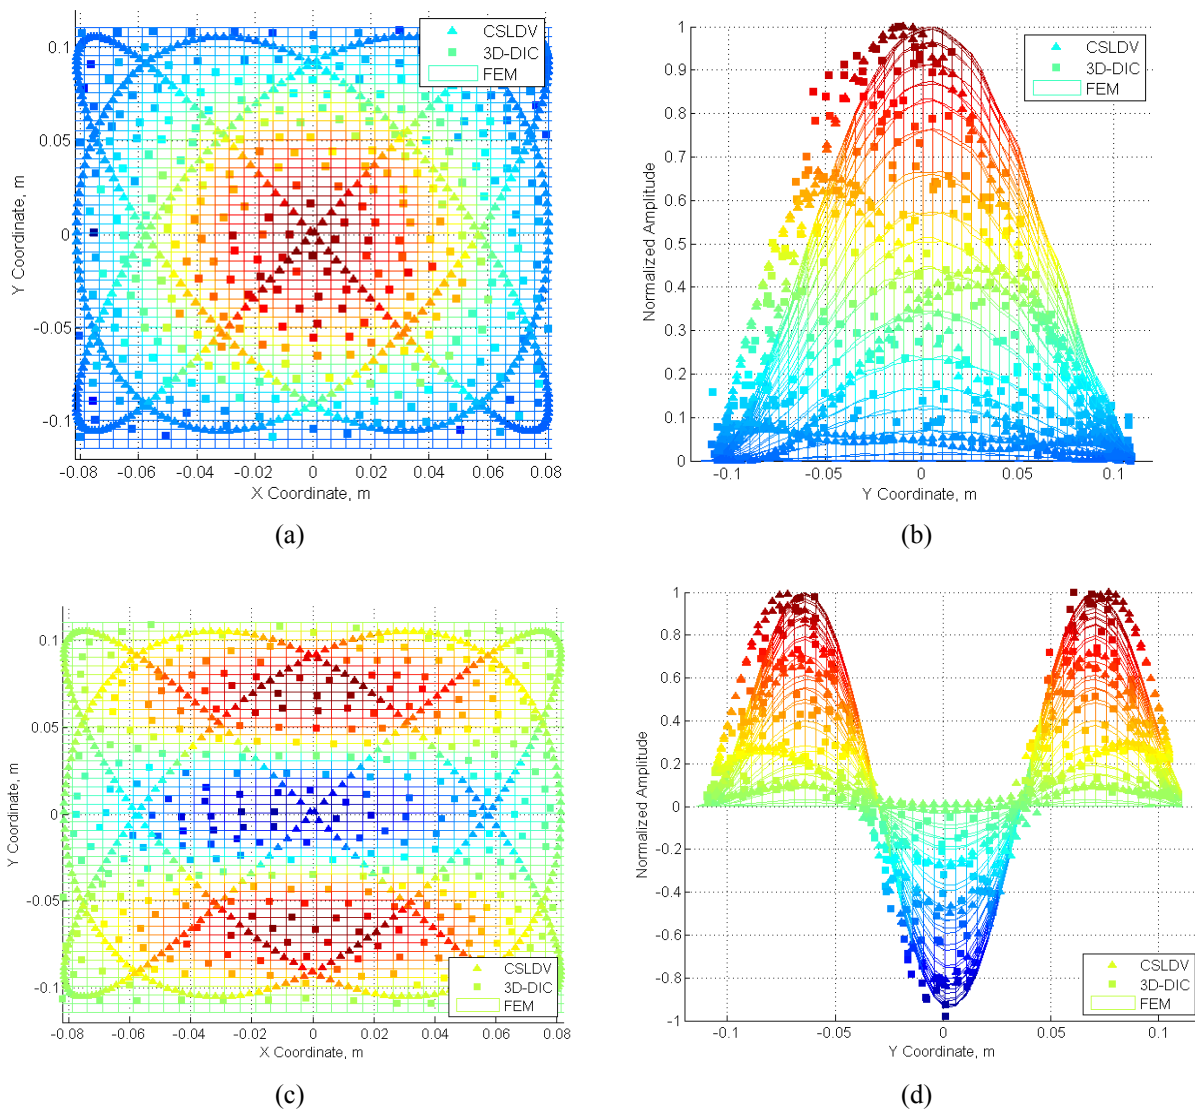 CSLDV
3D-DIC
FEM
0.1
0.05
0
-0.05
-0.1
Y Coordinate, m
-0.08 -0.06 -0.04 -0.02 0 0.02 0.04 0.06 0.08
X Coordinate, m
(a)
CSLDV
3D-DIC
FEM
1
0.9
0.8
0.7
0.6
0.5
0.4
0.3
0.2
0.1
0
Normalized Amplitude
-0.1 -0.05 0 0.05 0.1
Y Coordinate, m
(b)
0.1
0.05
0
-0.05
-0.1
Y Coordinate, m
CSLDV
3D-DIC
FEM
-0.08 -0.06 -0.04 -0.02 0 0.02 0.04 0.06 0.08
X Coordinate, m
(c)
1
0.8
0.6
0.4
0.2
0
-0.2
-0.4
-0.6
-0.8
-1
Normalized Amplitude
CSLDV
3D-DIC
FEM
-0.1 -0.05 0 0.05 0.1
Y Coordinate, m
(d)